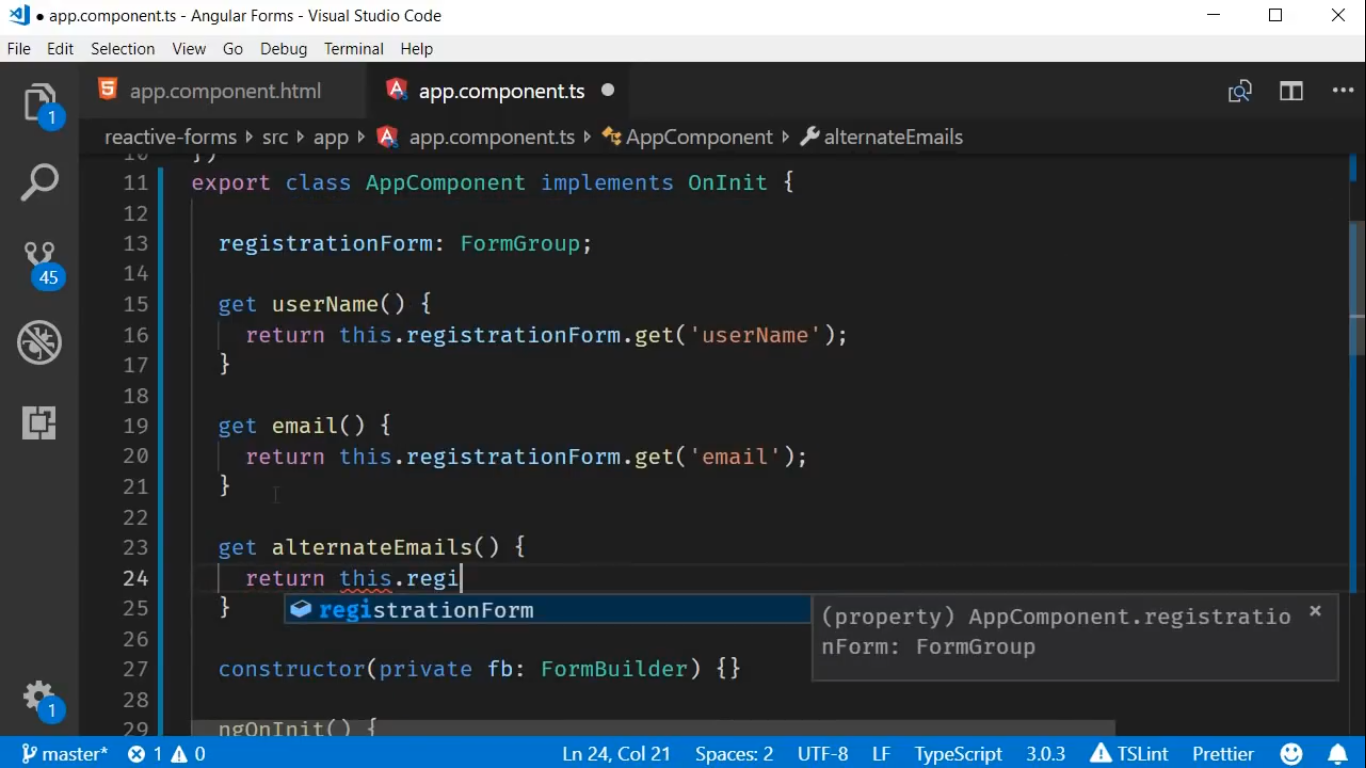 app.component.ts - Angular Forms - Visual Studio Code
File Edit Selection View Go Debug Terminal Help
app.component.html app.component.ts
reactive-forms src app app.component.ts AppComponent alternateEmails
10 })
11 export class AppComponent implements OnInit {
12
13 registrationForm: FormGroup;
14
15 get userName() {
16 return this.registrationForm.get('userName');
17 }
18
19 get email() {
20 return this.registrationForm.get('email');
21 }
22
23 get alternateEmails() {
24 return this.regi
25 }
registrationForm
(property) AppComponent.registratio
nForm: FormGroup
26
27 constructor(private fb: FormBuilder) {}
28
29 ngOnInit() {
1
45
1
master* 1 0 Ln 24, Col 21 Spaces: 2 UTF-8 LF TypeScript 3.0.3 TSLint Prettier